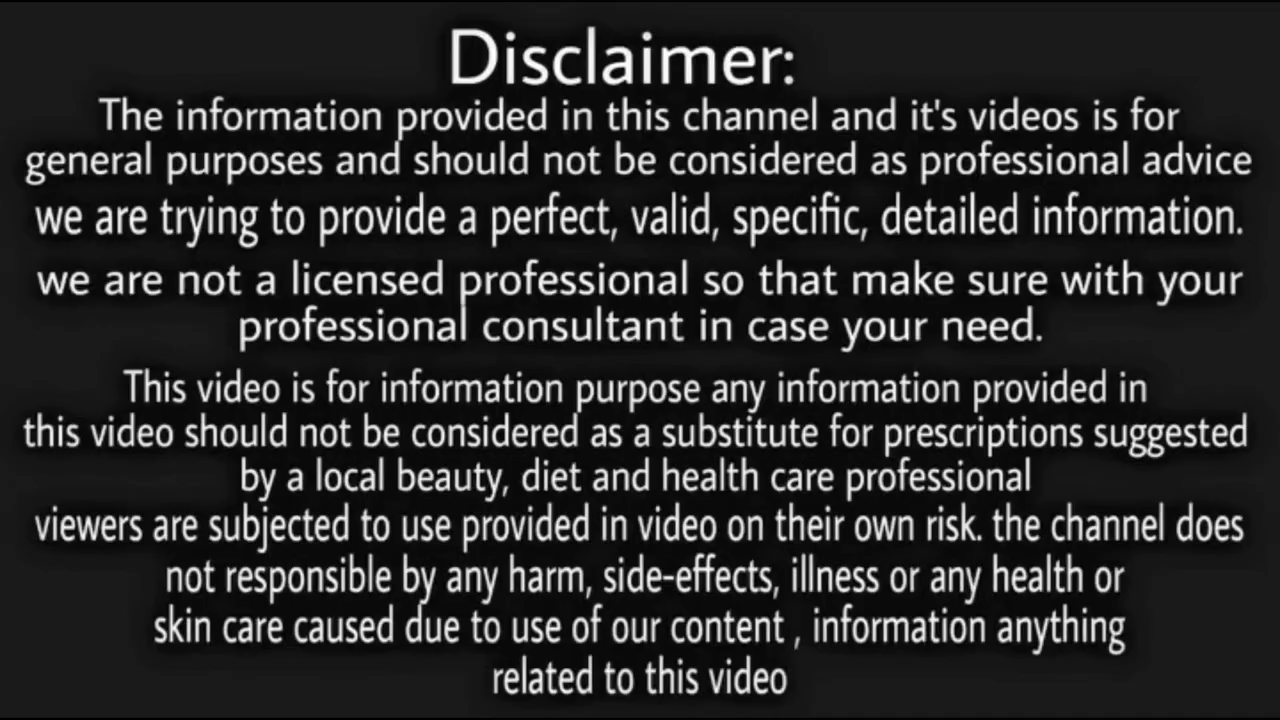 Disclaimer:
The information provided in this channel and it's videos is for
general purposes and should not be considered as professional advice
we are trying to provide a perfect, valid, specific, detailed information.
we are not a licensed professional so that make sure with your
professional consultant in case your need.
This video is for information purpose any information provided in
this video should not be considered as a substitute for prescriptions suggested
by a local beauty, diet and health care professional
viewers are subjected to use provided in video on their own risk. the channel does
not responsible by any harm, side-effects, illness or any health or
skin care caused due to use of our content , information anything
related to this video